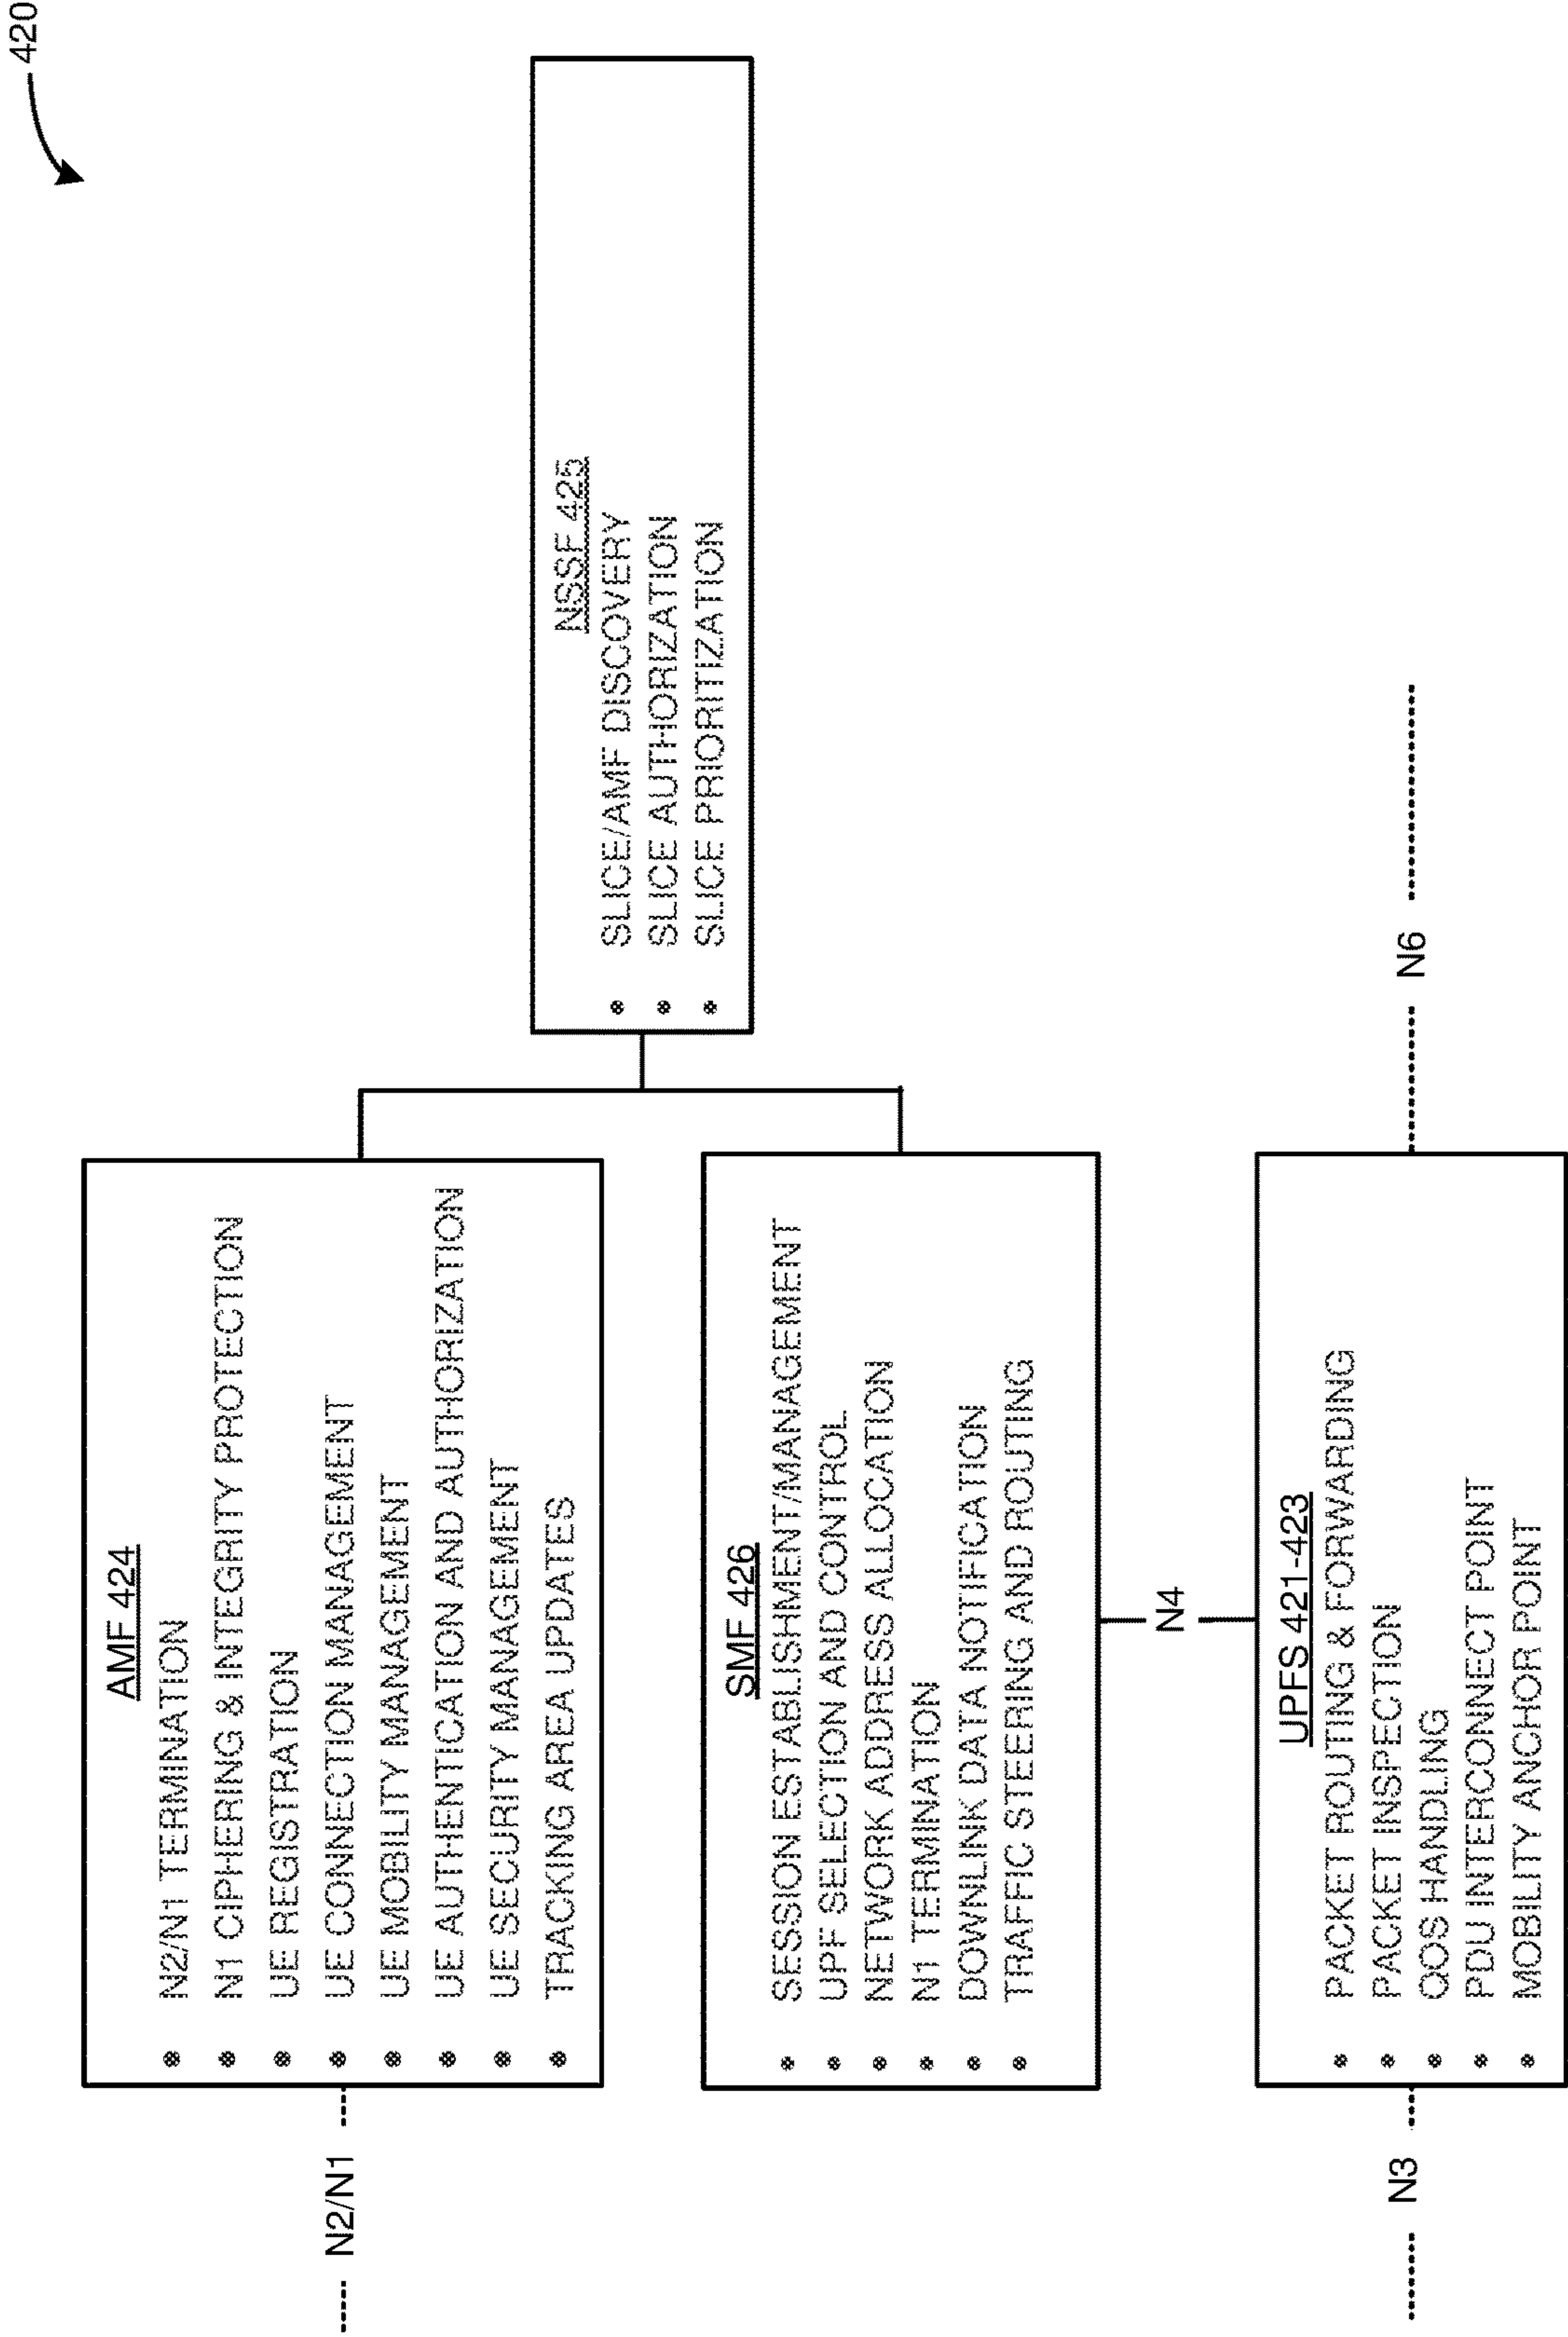 420
AMF 424
N2/N1 TERMINATION
N1 CIPHERING & INTEGRITY PROTECTION
UE REGISTRATION
UE CONNECTION MANAGEMENT
UE MOBILITY MANAGEMENT
UE AUTHENTICATION AND AUTHORIZATION
UE SECURITY MANAGEMENT
TRACKING AREA UPDATES
N2/N1
NSSF 425
SLICE/AMF DISCOVERY
SLICE AUTHORIZATION
SLICE PRIORITIZATION
SMF 426
SESSION ESTABLISHMENT/MANAGEMENT
UPF SELECTION AND CONTROL
NETWORK ADDRESS ALLOCATION
N1 TERMINATION
DOWNLINK DATA NOTIFICATION
TRAFFIC STEERING AND ROUTING
N4
UPFS 421-423
PACKET ROUTING & FORWARDING
PACKET INSPECTION
QOS HANDLING
PDU INTERCONNECT POINT
MOBILITY ANCHOR POINT
N3
N6